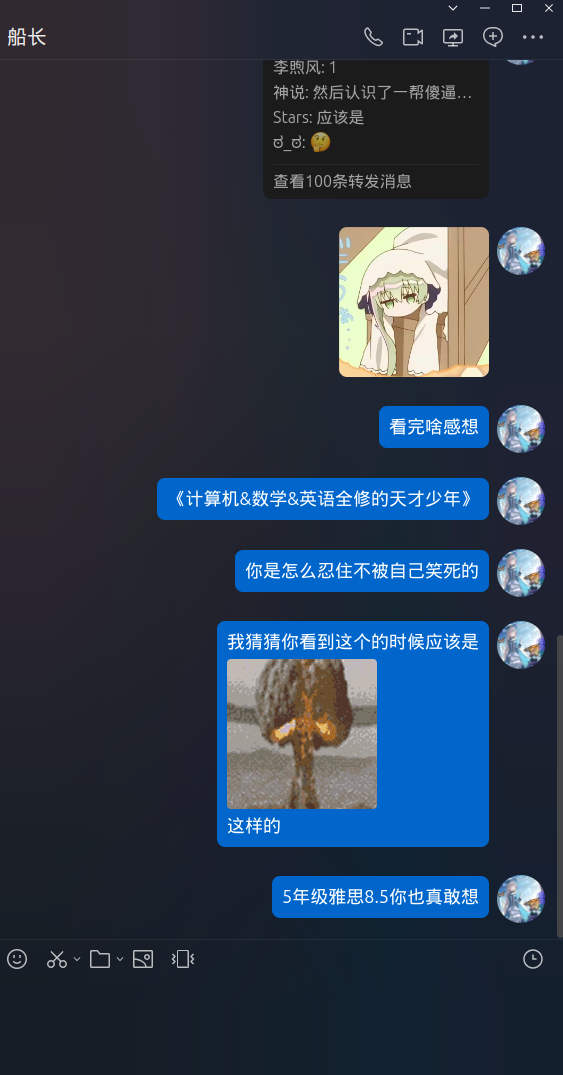 船长
李煦风: 1
神说: 然后认识了一帮傻逼…
Stars: 应该是
ಠ_ಠ: 🤔
查看100条转发消息
看完啥感想
《计算机&数学&英语全修的天才少年》
你是怎么忍住不被自己笑死的
我猜猜你看到这个的时候应该是
这样的
5年级雅思8.5你也真敢想